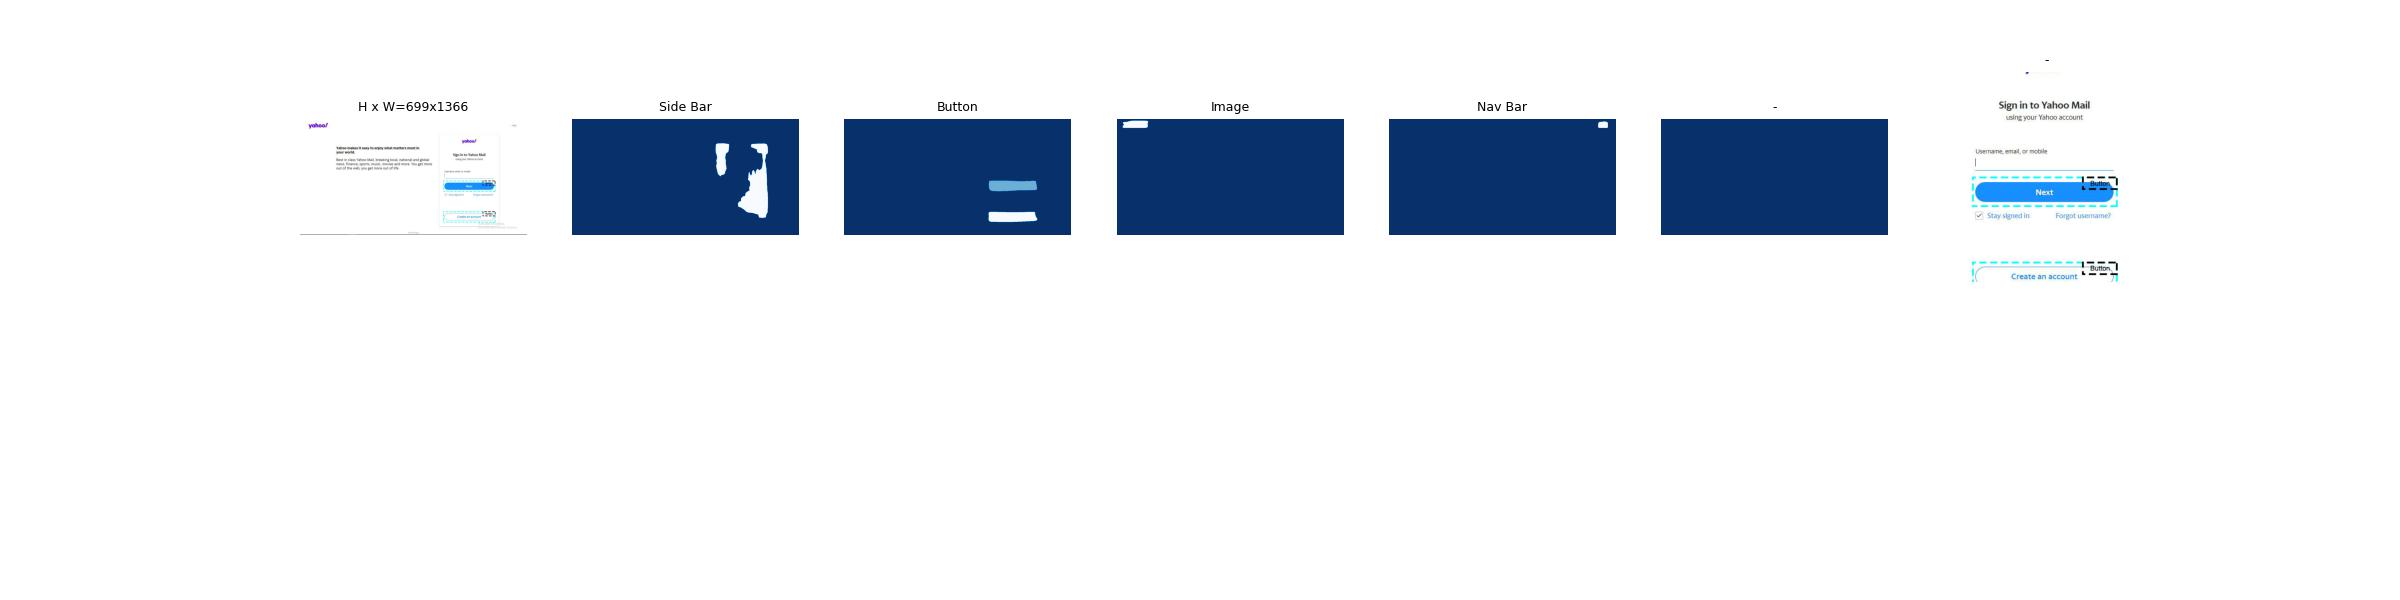 -
H x W=699x1366
Side Bar
Button
Image
Nav Bar
-
yahoo!
yahoo!
Yahoo makes it easy to enjoy what matters most in
your world.
Best in class Yahoo Mail, breaking local, national and global
news, finance, sports, music, movies and more. You get more
out of the web, you get more out of life.
Sign in to Yahoo Mail
using your Yahoo account
Next
Create an account
Sign in to Yahoo Mail
using your Yahoo account
Username, email, or mobile
Button
Next
Stay signed in
Forgot username?
Button
Create an account